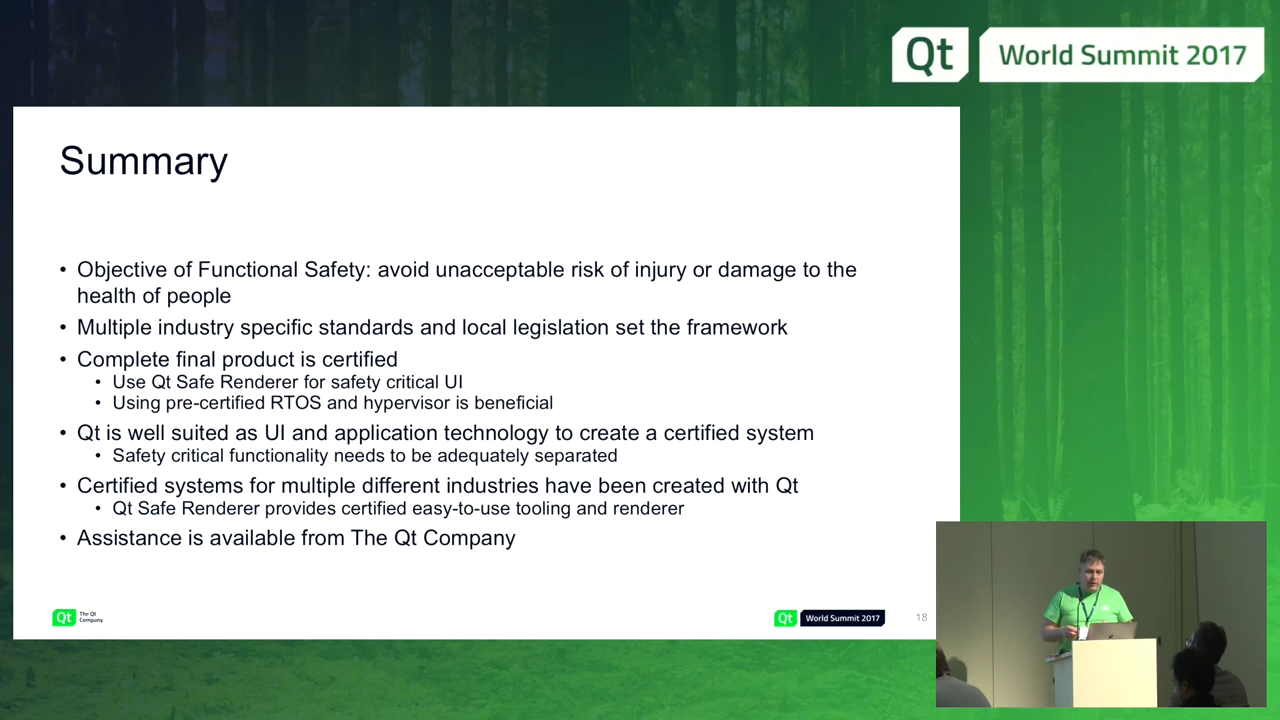 Qt World Summit 2017
Summary
• Objective of Functional Safety: avoid unacceptable risk of injury or damage to the
health of people
• Multiple industry specific standards and local legislation set the framework
• Complete final product is certified
• Use Qt Safe Renderer for safety critical UI
• Using pre-certified RTOS and hypervisor is beneficial
• Qt is well suited as UI and application technology to create a certified system
• Safety critical functionality needs to be adequately separated
• Certified systems for multiple different industries have been created with Qt
• Qt Safe Renderer provides certified easy-to-use tooling and renderer
• Assistance is available from The Qt Company
Qt The Qt
Company
Qt World Summit 2017
18